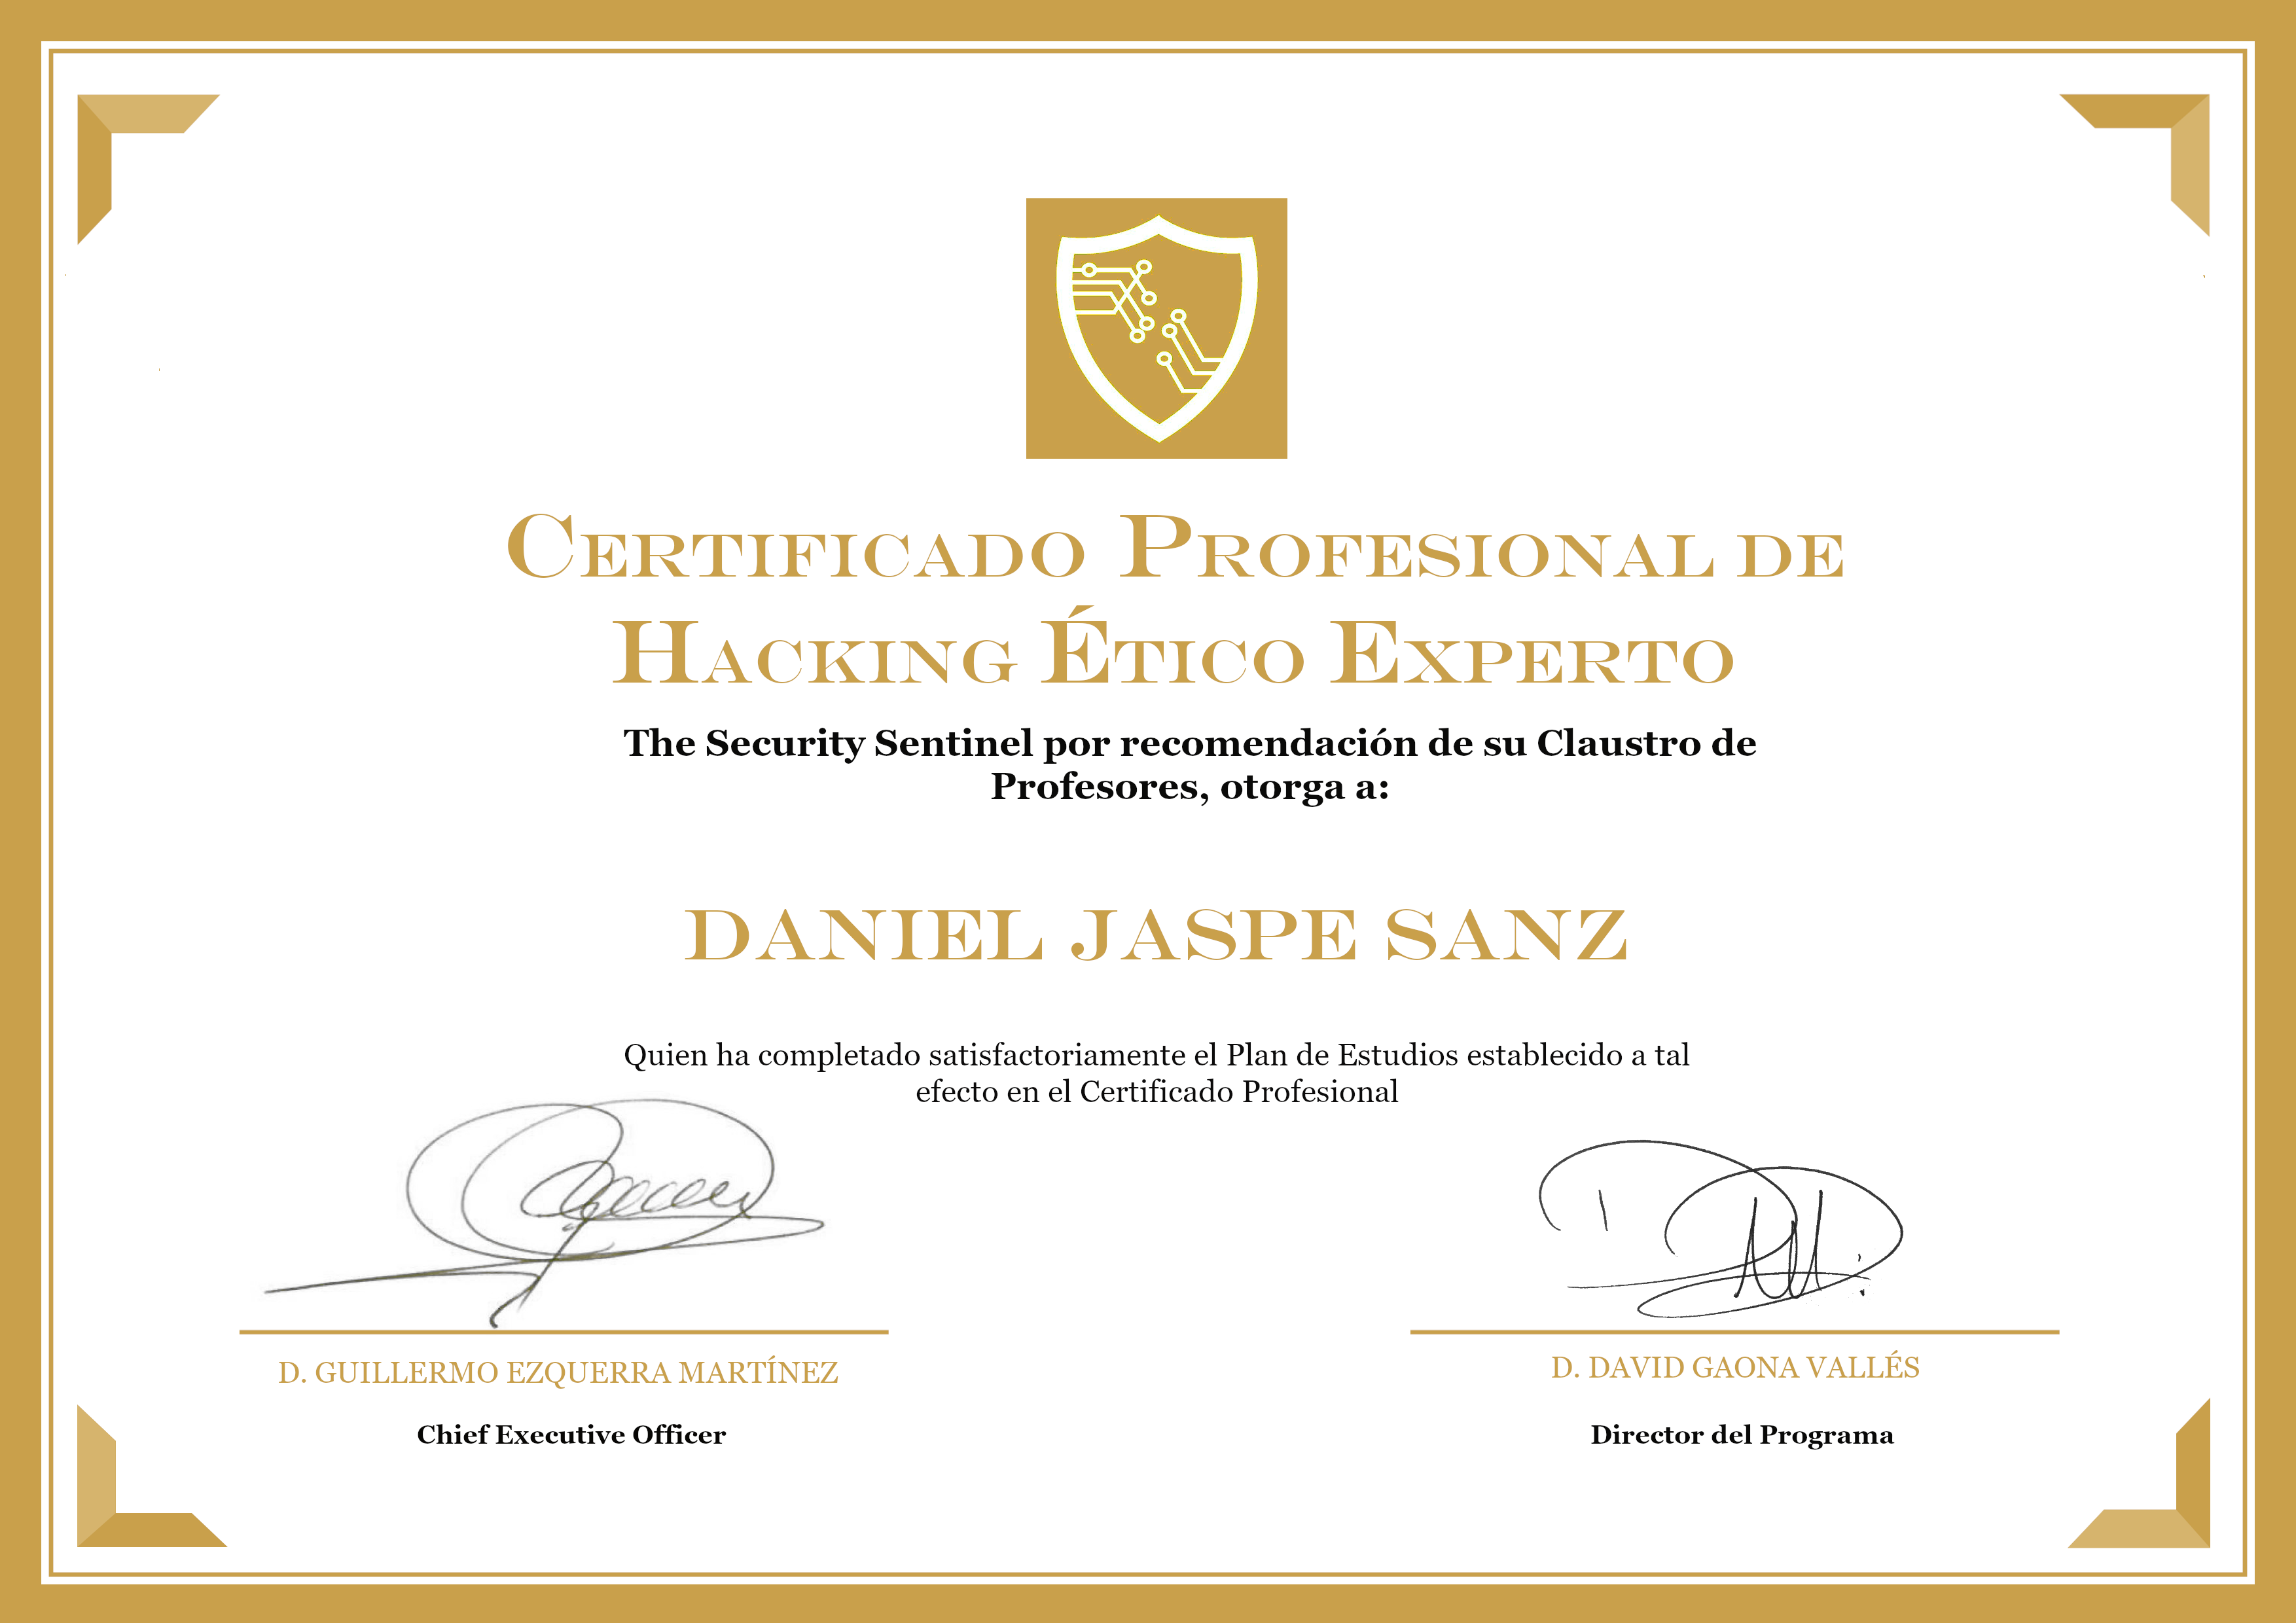 Certificado Profesional de
Hacking Ético Experto
The Security Sentinel por recomendación de su Claustro de
Profesores, otorga a:
DANIEL JASPE SANZ
Quien ha completado satisfactoriamente el Plan de Estudios establecido a tal
efecto en el Certificado Profesional
D. GUILLERMO EZQUERRA MARTÍNEZ
D. DAVID GAONA VALLÉS
Chief Executive Officer
Director del Programa